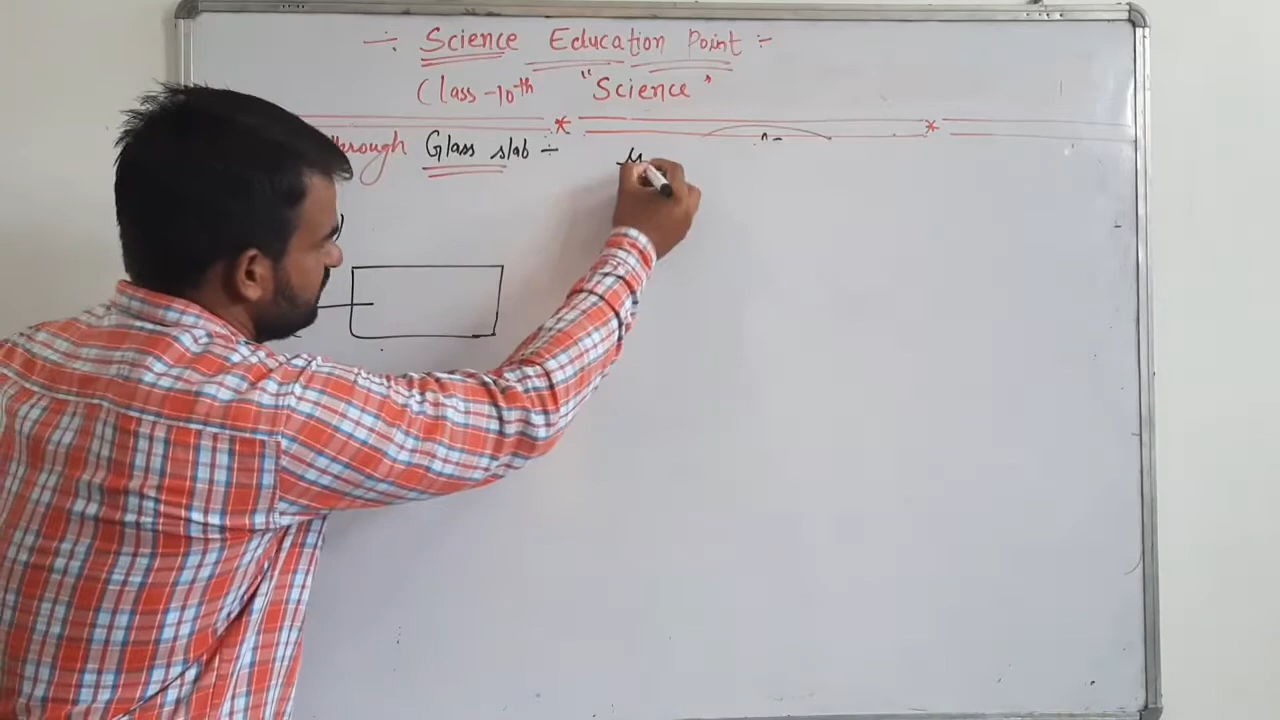 ÷ Science Education Point :-
Class-10th "Science"
through Glass slab ÷
μ